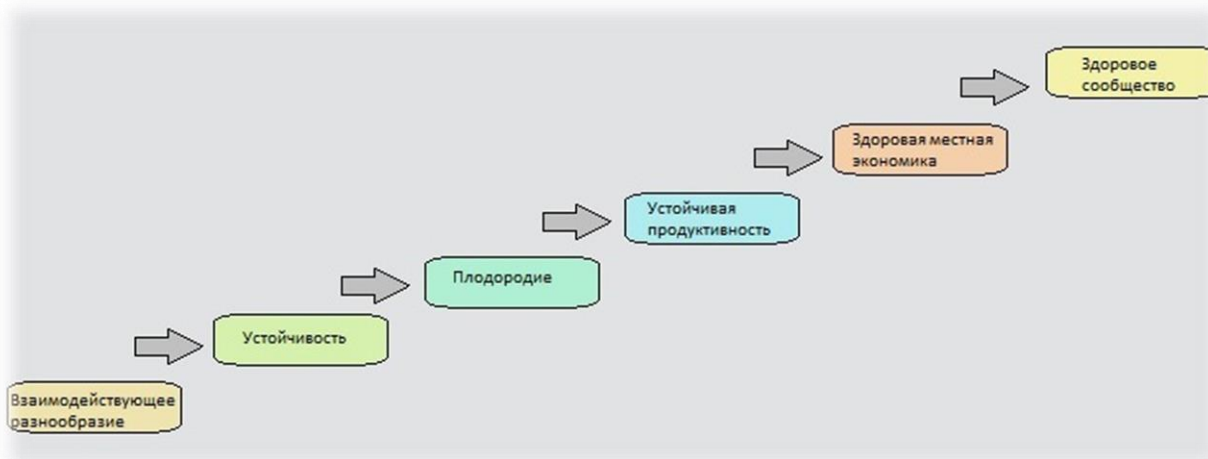 Здоровое
сообщество
Здоровая местная
экономика
Устойчивая
продуктивность
Плодородие
Устойчивость
Взаимодействующее
разнообразие